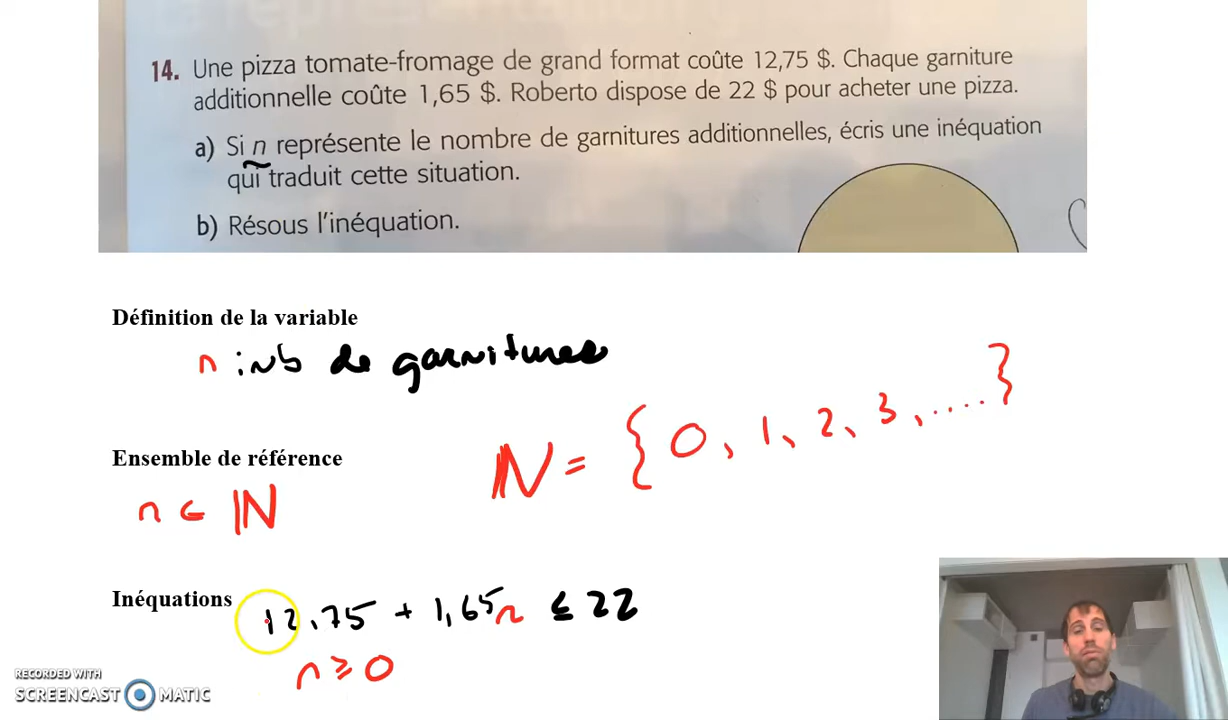 14. Une pizza tomate-fromage de grand format coûte 12,75 $. Chaque garniture
additionnelle coûte 1,65 $. Roberto dispose de 22 $ pour acheter une pizza.
a) Si n représente le nombre de garnitures additionnelles, écris une inéquation
qui traduit cette situation.
b) Résous l'inéquation.
Définition de la variable
n : nb de garnitures
ℕ = { 0, 1, 2, 3, ..... }
Ensemble de référence
n ∈ ℕ
Inéquations 12.75 + 1,65n ≤ 22
n ≥ 0
RECORDED WITH
SCREENCAST MATIC